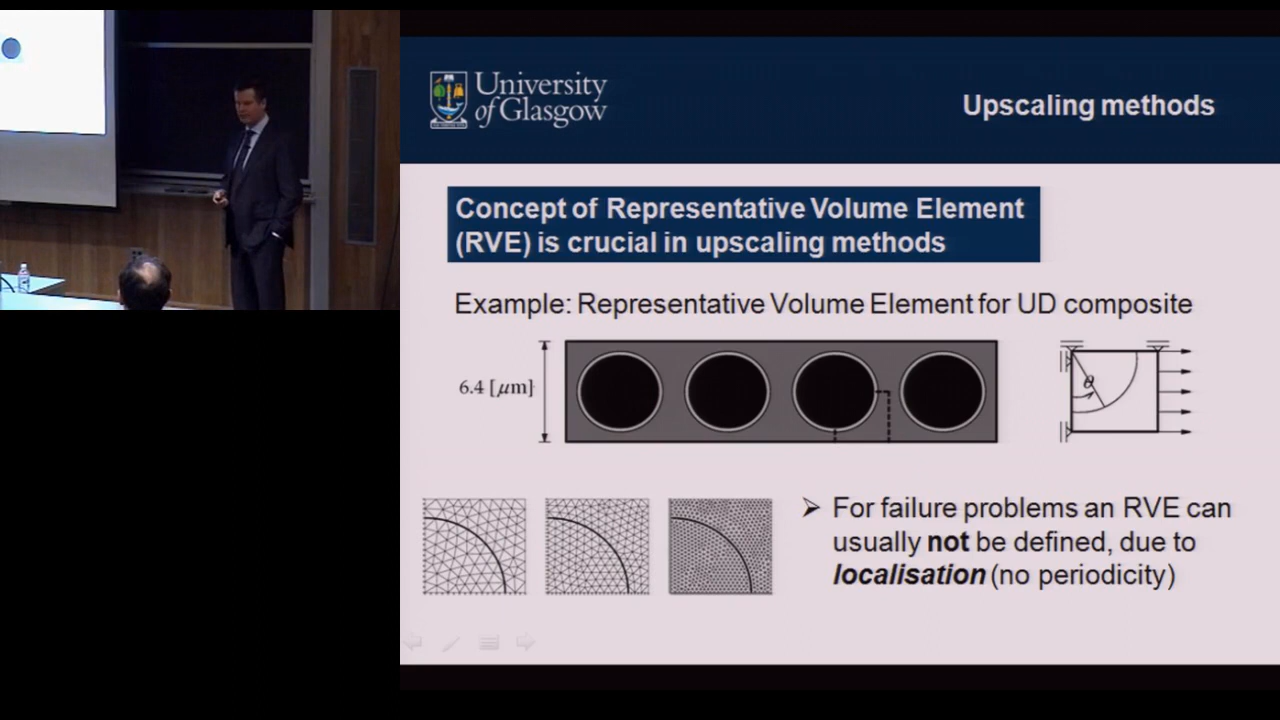 University
of Glasgow
Upscaling methods
Concept of Representative Volume Element
(RVE) is crucial in upscaling methods
Example: Representative Volume Element for UD composite
6.4 [μm]
θ
➤ For failure problems an RVE can
usually not be defined, due to
localisation (no periodicity)